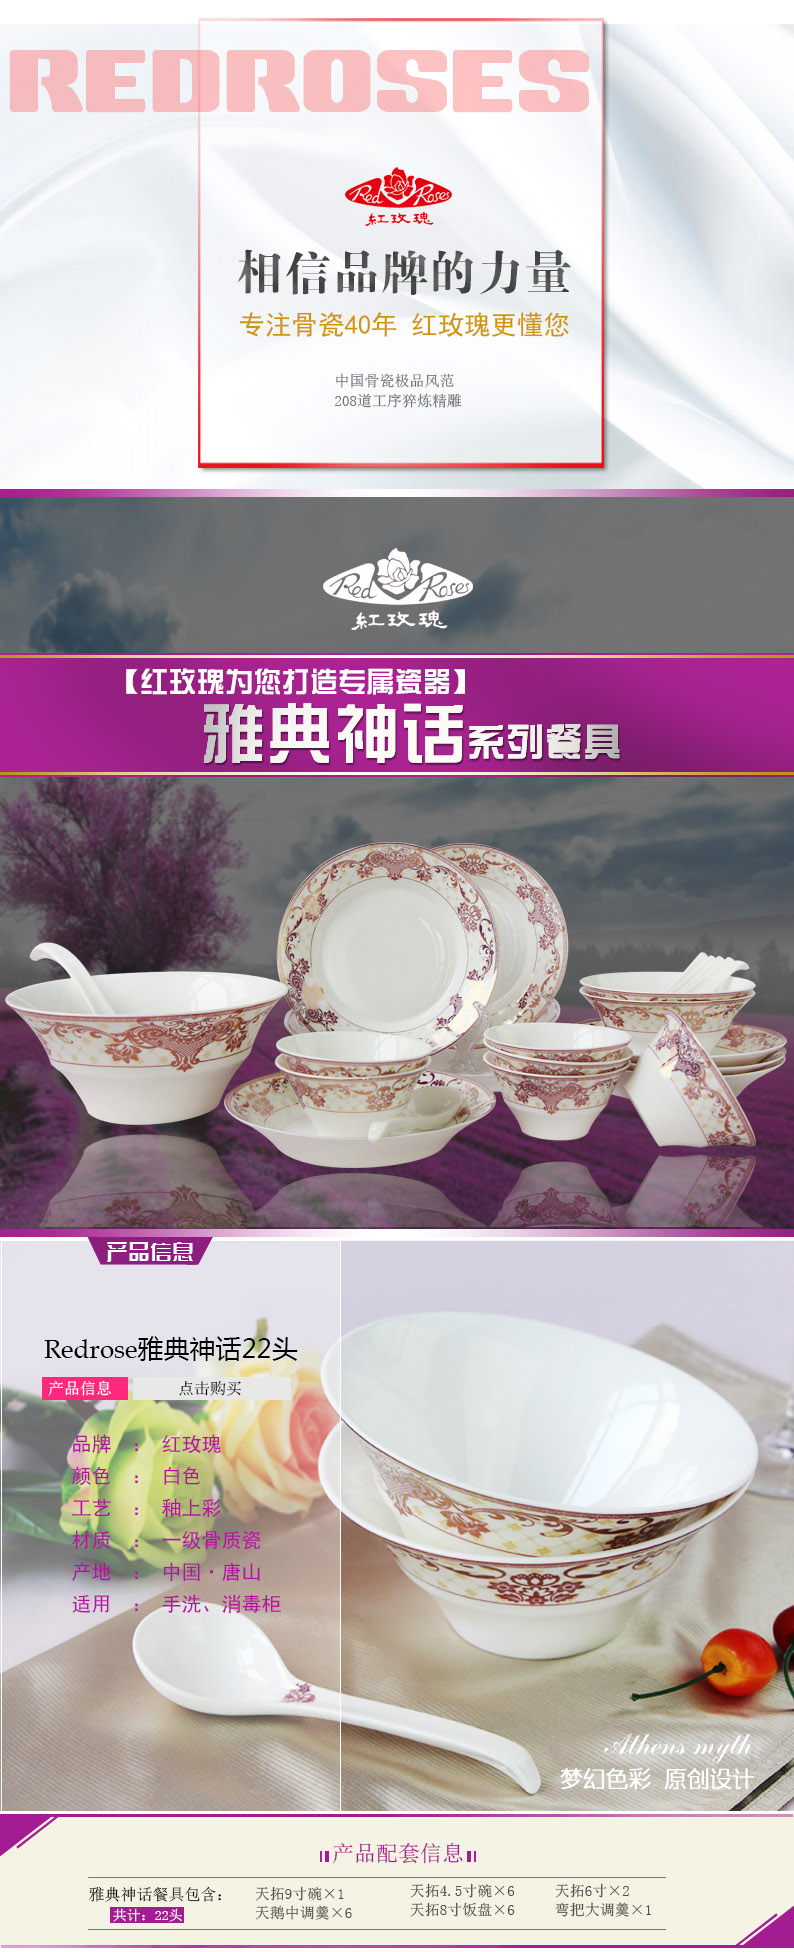 REDROSES
Red Roses
紅玫瑰
相信品牌的力量
专注骨瓷40年 红玫瑰更懂您
中国骨瓷极品风范
208道工序猝炼精雕
Red Roses
紅玫瑰
【红玫瑰为您打造专属瓷器】
雅典神话系列餐具
产品信息
Redrose雅典神话22头
产品信息 点击购买
品牌 : 红玫瑰
颜色 : 白色
工艺 : 釉上彩
材质 : 一级骨质瓷
产地 : 中国·唐山
适用 : 手洗、消毒柜
Athens myth
梦幻色彩 原创设计
产品配套信息
雅典神话餐具包含: 天拓9寸碗×1 天拓4.5寸碗×6 天拓6寸×2
共计: 22头 天鹅中调羹×6 天拓8寸饭盘×6 弯把大调羹×1